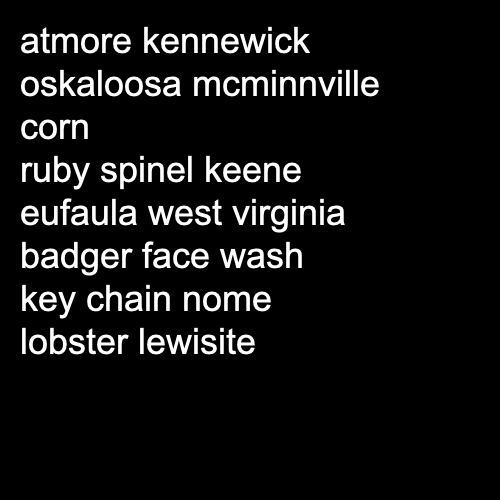 atmore kennewick
oskaloosa mcminnville
corn
ruby spinel keene
eufaula west virginia
badger face wash
key chain nome
lobster lewisite